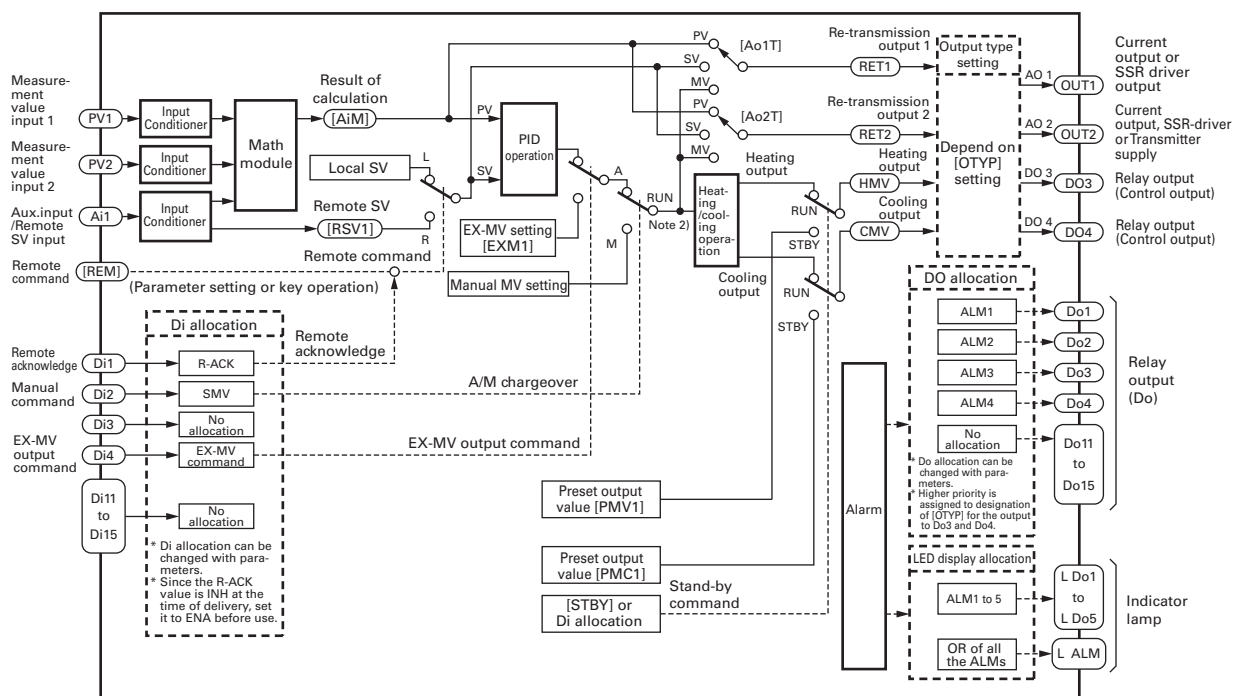 Measure-
ment
value
input 1
PV1
Input
Conditioner
Measure-
ment
value
input 2
PV2
Input
Conditioner
Aux.input
/Remote
SV input
Ai1
Input
Conditioner
Math
module
Result of
calculation
[AiM]
Local SV
L
Remote SV
[RSV1]
R
Remote command
Remote
command
[REM]
(Parameter setting or key operation)
PV
SV
PID
operation
A
EX-MV setting
[EXM1]
M
Manual MV setting
RUN
Note 2)
PV
SV
MV
[Ao1T]
PV
SV
MV
[Ao2T]
Re-transmission
output 1
RET1
Re-transmission
output 2
RET2
Heating
output
Heat-
ing
/cool-
ing
opera-
tion
Cooling
output
RUN
STBY
RUN
STBY
Heating
output
HMV
Cooling
output
CMV
Output type
setting
Depend on
[OTYP]
setting
AO 1
OUT1
Current
output or
SSR driver
output
AO 2
OUT2
Current
output, SSR-driver
or Transmitter
supply
DO 3
DO3
Relay output
(Control output)
DO 4
DO4
Relay output
(Control output)
Di allocation
Remote
acknowledge
Remote
acknowledge
Di1
R-ACK
Manual
command
Di2
SMV
A/M chargeover
Di3
No
allocation
EX-MV
output
command
Di4
EX-MV
command
EX-MV output command
Di11
to
Di15
No
allocation
* Di allocation can be
changed with para-
meters.
* Since the R-ACK
value is INH at the
time of delivery, set
it to ENA before use.
Preset output
value [PMV1]
Preset output
value [PMC1]
[STBY] or
Di allocation
Stand-by
command
Alarm
DO allocation
ALM1
Do1
ALM2
Do2
ALM3
Do3
ALM4
Do4
No
allocation
Do11
to
Do15
Relay
output
(Do)
* Do allocation can be
changed with para-
meters.
* Higher priority is
assigned to designation
of [OTYP] for the output
to Do3 and Do4.
LED display allocation
ALM1 to 5
L Do1
to
L Do5
OR of all
the ALMs
L ALM
Indicator
lamp